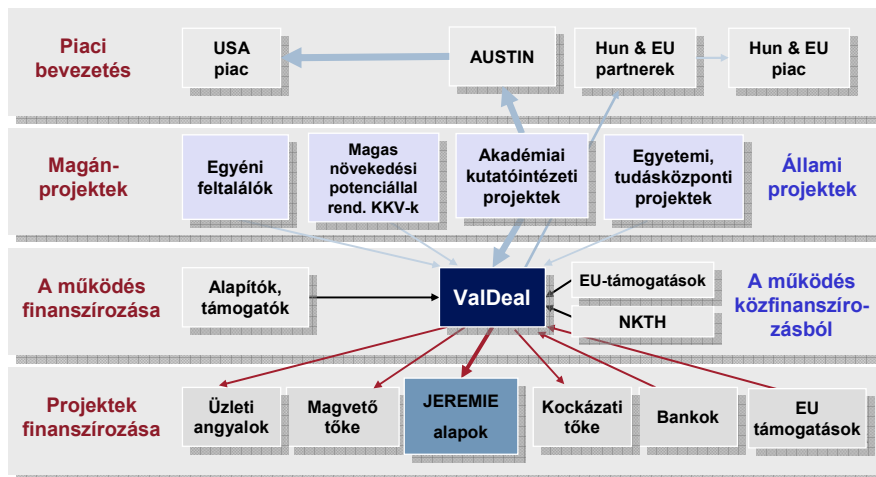 Piaci
bevezetés
USA
piac
AUSTIN
Hun & EU
partnerek
Hun & EU
piac
Magán-
projektek
Egyéni
feltalálók
Magas
növekedési
potenciállal
rend. KKV-k
Akadémiai
kutatóintézeti
projektek
Egyetemi,
tudásközponti
projektek
Állami
projektek
A működés
finanszírozása
Alapítók,
támogatók
ValDeal
EU-támogatások
NKTH
A működés
közfinanszíro-
zásból
Projektek
finanszírozása
Üzleti
angyalok
Magvető
tőke
JEREMIE
alapok
Kockázati
tőke
Bankok
EU
támogatások